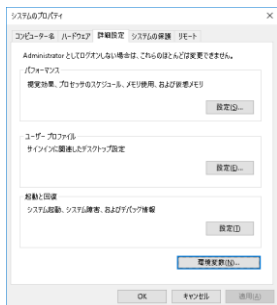 システムのプロパティ
コンピューター名 ハードウェア 詳細設定 システムの保護 リモート
Administrator としてログオンしない場合は、これらのほとんどは変更できません。
パフォーマンス
視覚効果、プロセッサのスケジュール、メモリ使用、および仮想メモリ
設定(S)...
ユーザー プロファイル
サインインに関連したデスクトップ設定
設定(E)...
起動と回復
システム起動、システム障害、およびデバッグ情報
設定(T)
環境変数(N)...
OK キャンセル 適用(A)